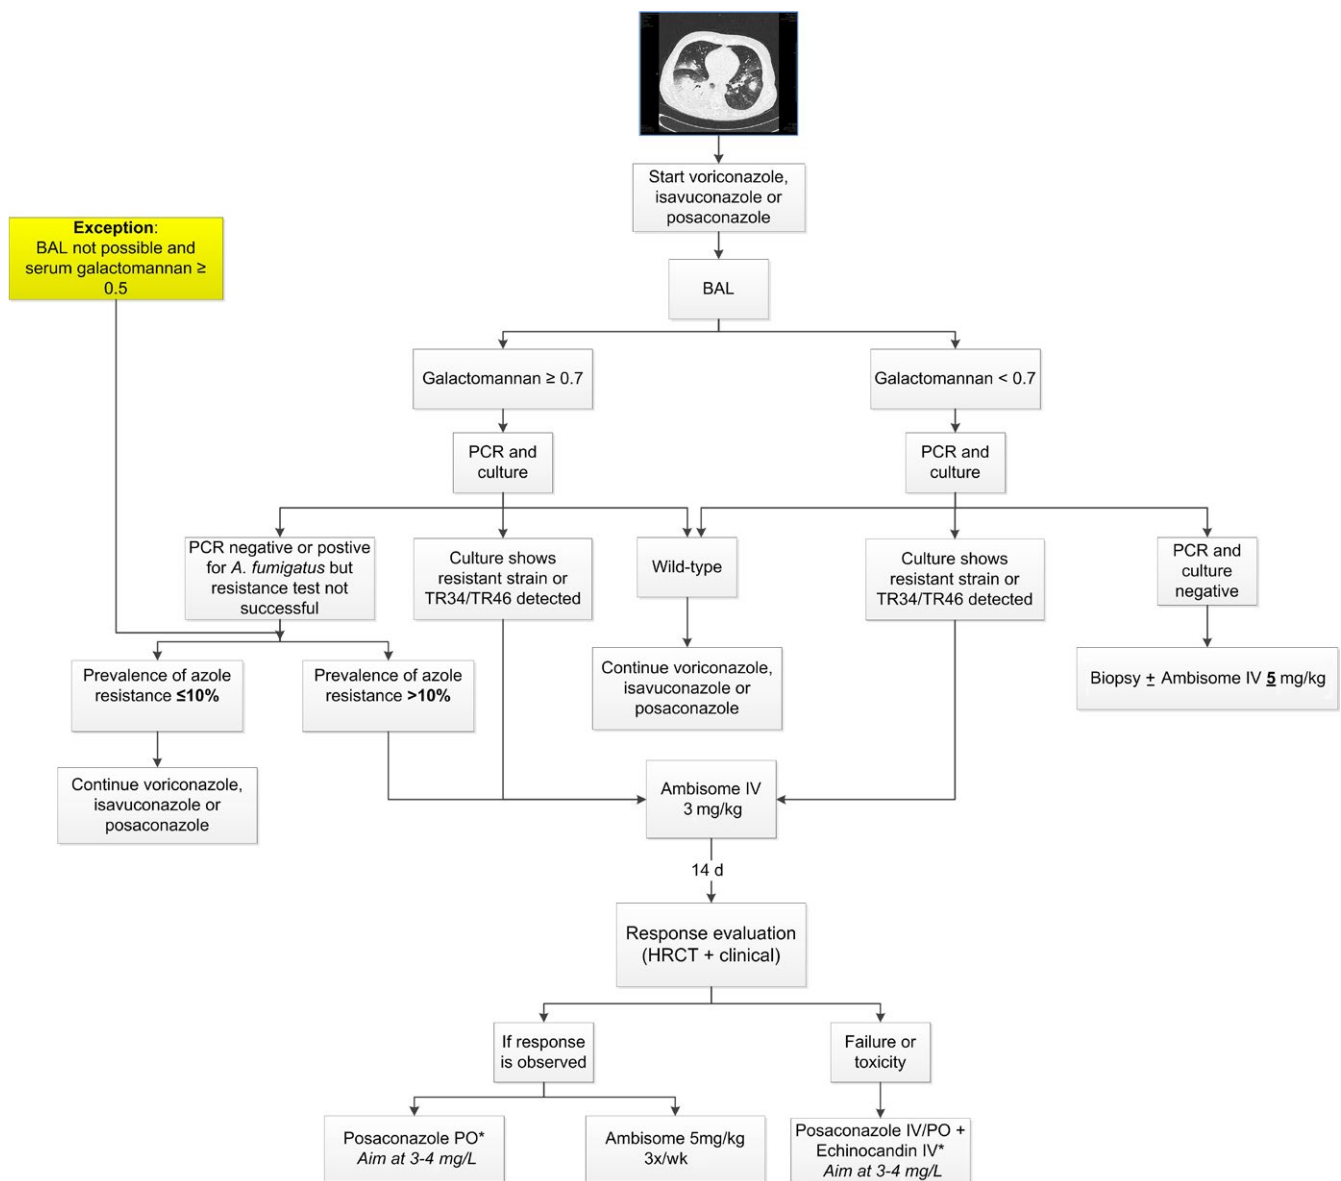 Start voriconazole,
isavuconazole or
posaconazole
Exception:
BAL not possible and
serum galactomannan ≥
0.5
BAL
Galactomannan ≥ 0.7
Galactomannan < 0.7
PCR and
culture
PCR and
culture
PCR negative or postive
for A. fumigatus but
resistance test not
successful
Culture shows
resistant strain or
TR34/TR46 detected
Wild-type
Culture shows
resistant strain or
TR34/TR46 detected
PCR and
culture
negative
Prevalence of azole
resistance ≤10%
Prevalence of azole
resistance >10%
Continue voriconazole,
isavuconazole or
posaconazole
Biopsy ± Ambisome IV 5 mg/kg
Continue voriconazole,
isavuconazole or
posaconazole
Ambisome IV
3 mg/kg
14 d
Response evaluation
(HRCT + clinical)
If response
is observed
Failure or
toxicity
Posaconazole PO*
Aim at 3-4 mg/L
Ambisome 5mg/kg
3x/wk
Posaconazole IV/PO +
Echinocandin IV*
Aim at 3-4 mg/L